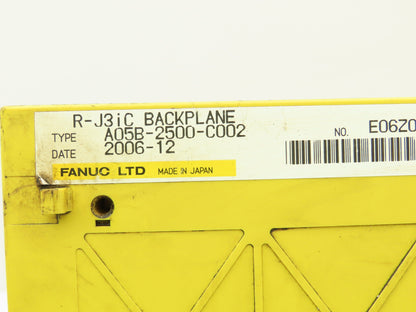 R-J3iC BACKPLANE
TYPE A05B-2500-C002
DATE 2006-12
NO. E06Z0
FANUC LTD MADE IN JAPAN